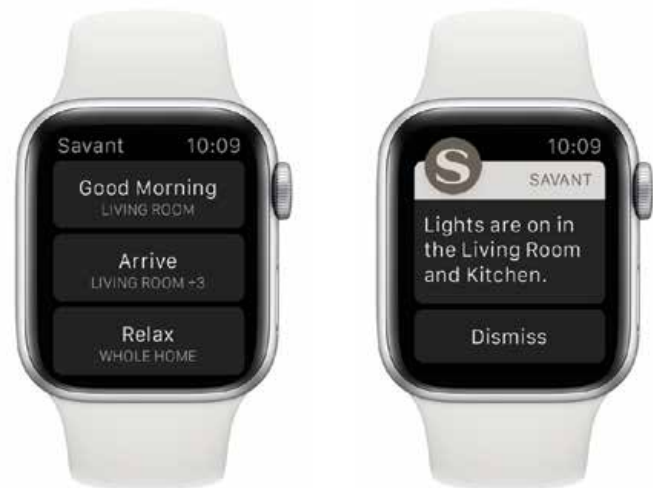 Savant 10:09
Good Morning
LIVING ROOM
Arrive
LIVING ROOM +3
Relax
WHOLE HOME
10:09
S
SAVANT
Lights are on in
the Living Room
and Kitchen.
Dismiss